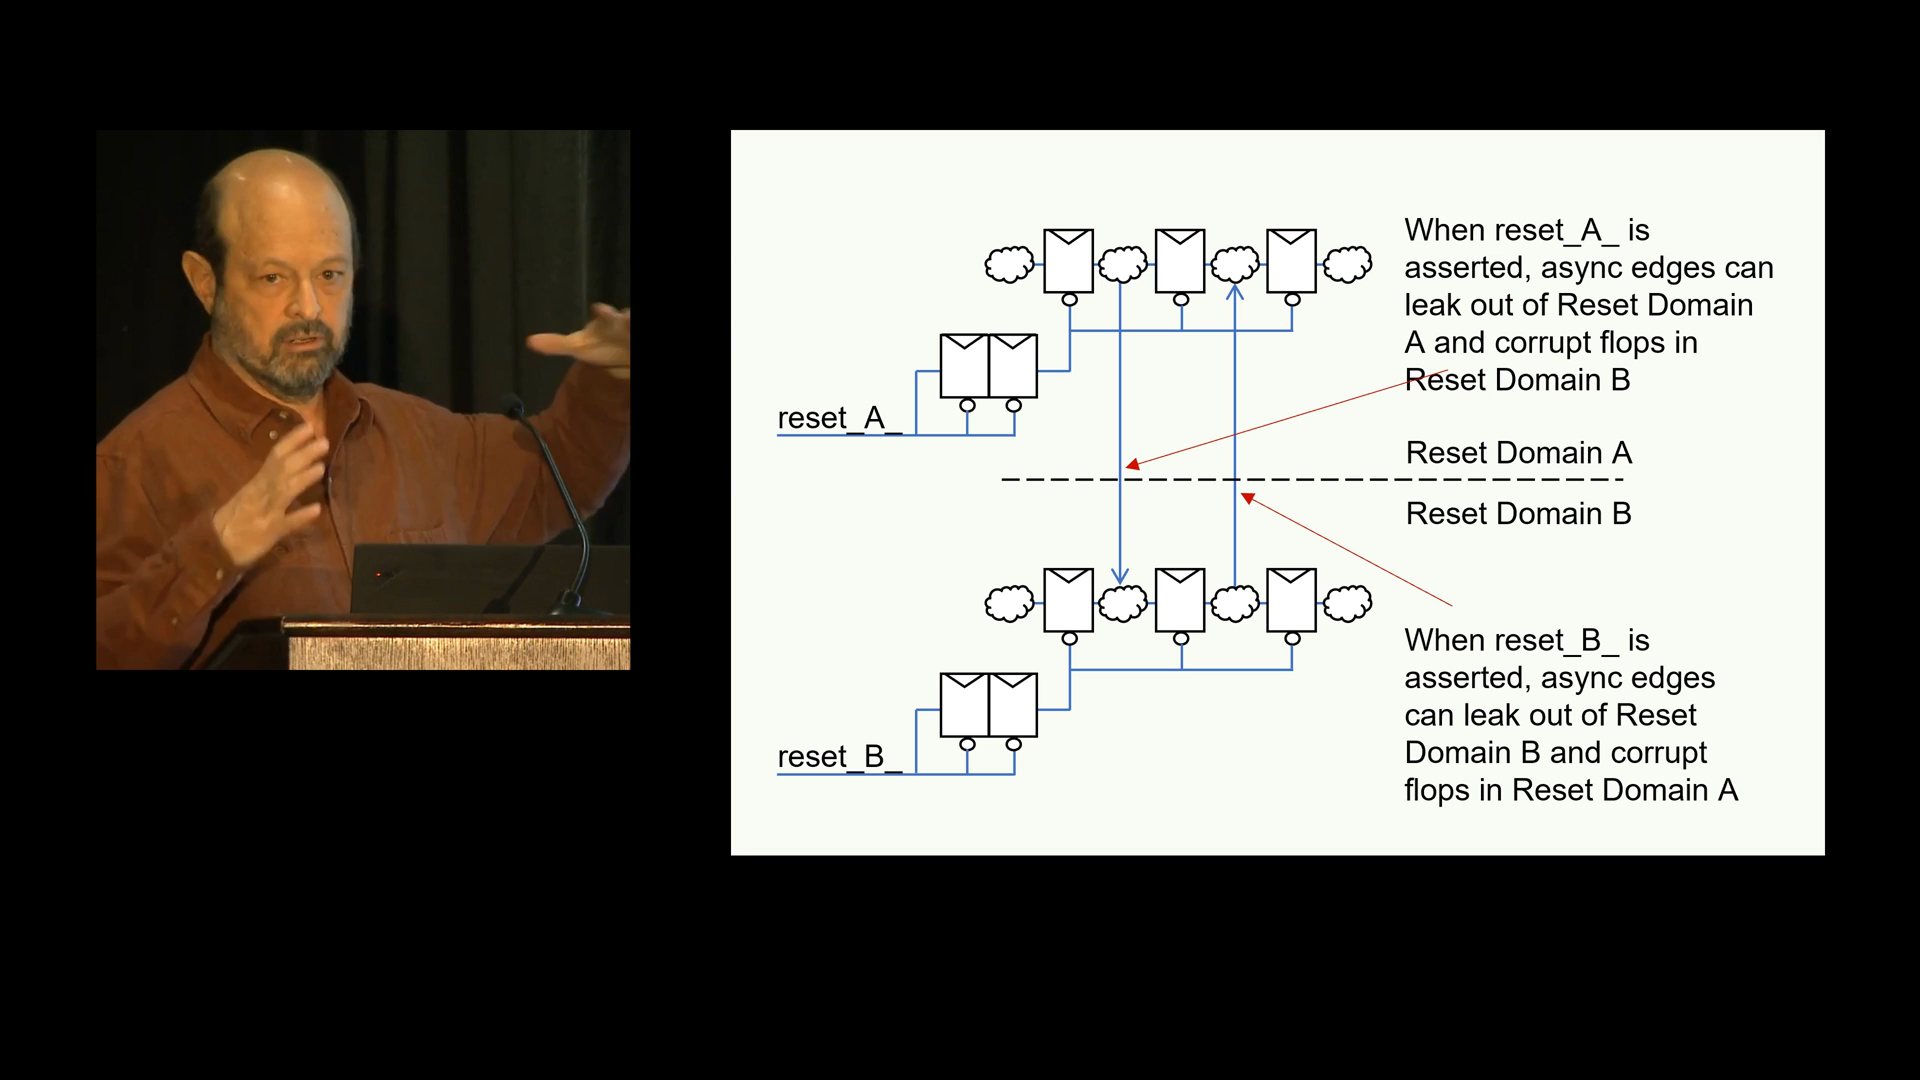 When reset_A_ is
asserted, async edges can
leak out of Reset Domain
A and corrupt flops in
Reset Domain B
reset_A_
Reset Domain A
Reset Domain B
When reset_B_ is
asserted, async edges
can leak out of Reset
Domain B and corrupt
flops in Reset Domain A
reset_B_